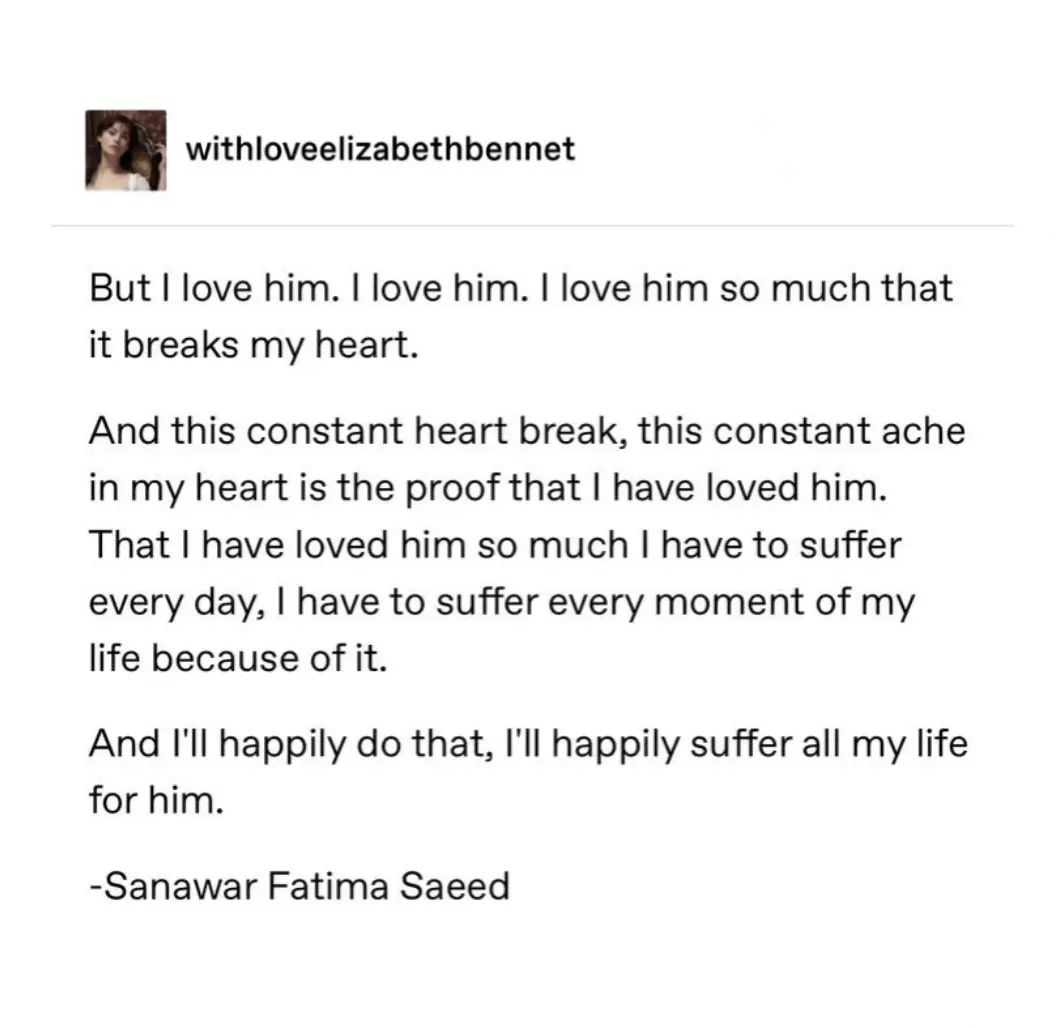 withloveelizabethbennet
But I love him. I love him. I love him so much that
it breaks my heart.
And this constant heart break, this constant ache
in my heart is the proof that I have loved him.
That I have loved him so much I have to suffer
every day, I have to suffer every moment of my
life because of it.
And I'll happily do that, I'll happily suffer all my life
for him.
-Sanawar Fatima Saeed